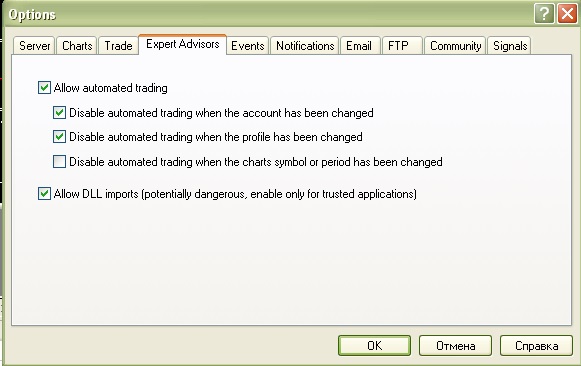 Options
Server Charts Trade Expert Advisors Events Notifications Email FTP Community Signals
Allow automated trading
Disable automated trading when the account has been changed
Disable automated trading when the profile has been changed
Disable automated trading when the charts symbol or period has been changed
Allow DLL imports (potentially dangerous, enable only for trusted applications)
OK Отмена Справка